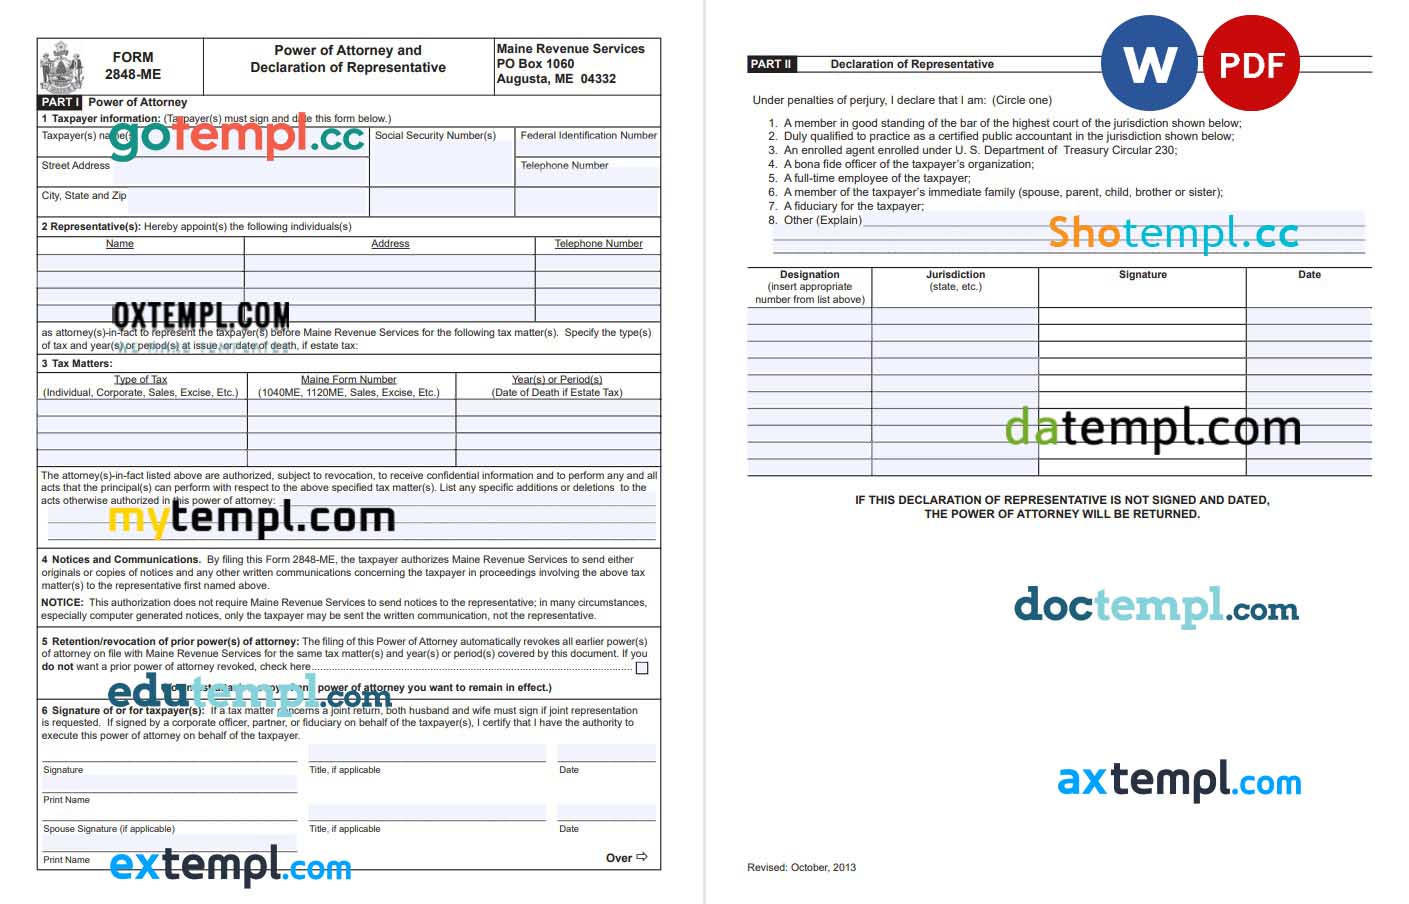 FORM
2848-ME
Power of Attorney and
Declaration of Representative
Maine Revenue Services
PO Box 1060
Augusta, ME 04332
PART I Power of Attorney
1 Taxpayer information: (Taxpayer(s) must sign and date this form below.)
Taxpayer(s)
Social Security Number(s)
Federal Identification Number
gotempl.cc
Street Address
Telephone Number
City, State and Zip
2 Representative(s): Hereby appoint(s) the following individuals(s)
Name
Address
Telephone Number
OXTEMPL.COM
WE MAKE TEMPLATES
as attorney(s)-in-fact to represent the taxpayer(s) before Maine Revenue Services for the following tax matter(s). Specify the type(s)
of tax and year(s) or period(s) at issue, or date of death, if estate tax:
3 Tax Matters:
Type of Tax
(Individual, Corporate, Sales, Excise, Etc.)
Maine Form Number
(1040ME, 1120ME, Sales, Excise, Etc.)
Year(s) or Period(s)
(Date of Death if Estate Tax)
The attorney(s)-in-fact listed above are authorized, subject to revocation, to receive confidential information and to perform any and all
acts that the principal(s) can perform with respect to the above specified tax matter(s). List any specific additions or deletions to the
acts otherwise authorized in this power of attorney:
mytempl.com
4 Notices and Communications. By filing this Form 2848-ME, the taxpayer authorizes Maine Revenue Services to send either
originals or copies of notices and any other written communications concerning the taxpayer in proceedings involving the above tax
matter(s) to the representative first named above.
NOTICE: This authorization does not require Maine Revenue Services to send notices to the representative; in many circumstances,
especially computer generated notices, only the taxpayer may be sent the written communication, not the representative.
5 Retention/revocation of prior power(s) of attorney: The filing of this Power of Attorney automatically revokes all earlier power(s)
of attorney on file with Maine Revenue Services for the same tax matter(s) and year(s) or period(s) covered by this document. If you
do not want a prior power of attorney revoked, check here
power of attorney you want to remain in effect.)
edutempl.com
6 Signature of or for taxpayer(s): If a tax matter concerns a joint return, both husband and wife must sign if joint representation
is requested. If signed by a corporate officer, partner, or fiduciary on behalf of the taxpayer(s), I certify that I have the authority to
execute this power of attorney on behalf of the taxpayer.
Signature
Title, if applicable
Date
Print Name
Spouse Signature (if applicable)
Title, if applicable
Date
Print Name
extempl.com
Over
W
PDF
PART II Declaration of Representative
Under penalties of perjury, I declare that I am: (Circle one)
1. A member in good standing of the bar of the highest court of the jurisdiction shown below;
2. Duly qualified to practice as a certified public accountant in the jurisdiction shown below;
3. An enrolled agent enrolled under U. S. Department of Treasury Circular 230;
4. A bona fide officer of the taxpayer's organization;
5. A full-time employee of the taxpayer;
6. A member of the taxpayer's immediate family (spouse, parent, child, brother or sister);
7. A fiduciary for the taxpayer;
8. Other (Explain)
Shotempl.cc
Designation
(insert appropriate
number from list above)
Jurisdiction
(state, etc.)
Signature
Date
datempl.com
IF THIS DECLARATION OF REPRESENTATIVE IS NOT SIGNED AND DATED,
THE POWER OF ATTORNEY WILL BE RETURNED.
doctempl.com
axtempl.com
Revised: October, 2013